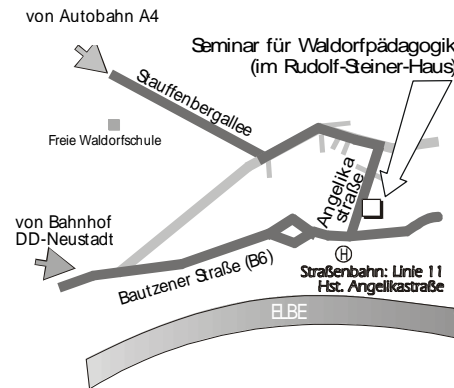 von Autobahn A4
Seminar für Waldorfpädagogik
(im Rudolf-Steiner-Haus)
Stauffenbergallee
Freie Waldorfschule
Angelika
straße
von Bahnhof
DD-Neustadt
Bautzener Straße (B6)
H
Straßenbahn: Linie 11
Hst. Angelikastraße
ELBE